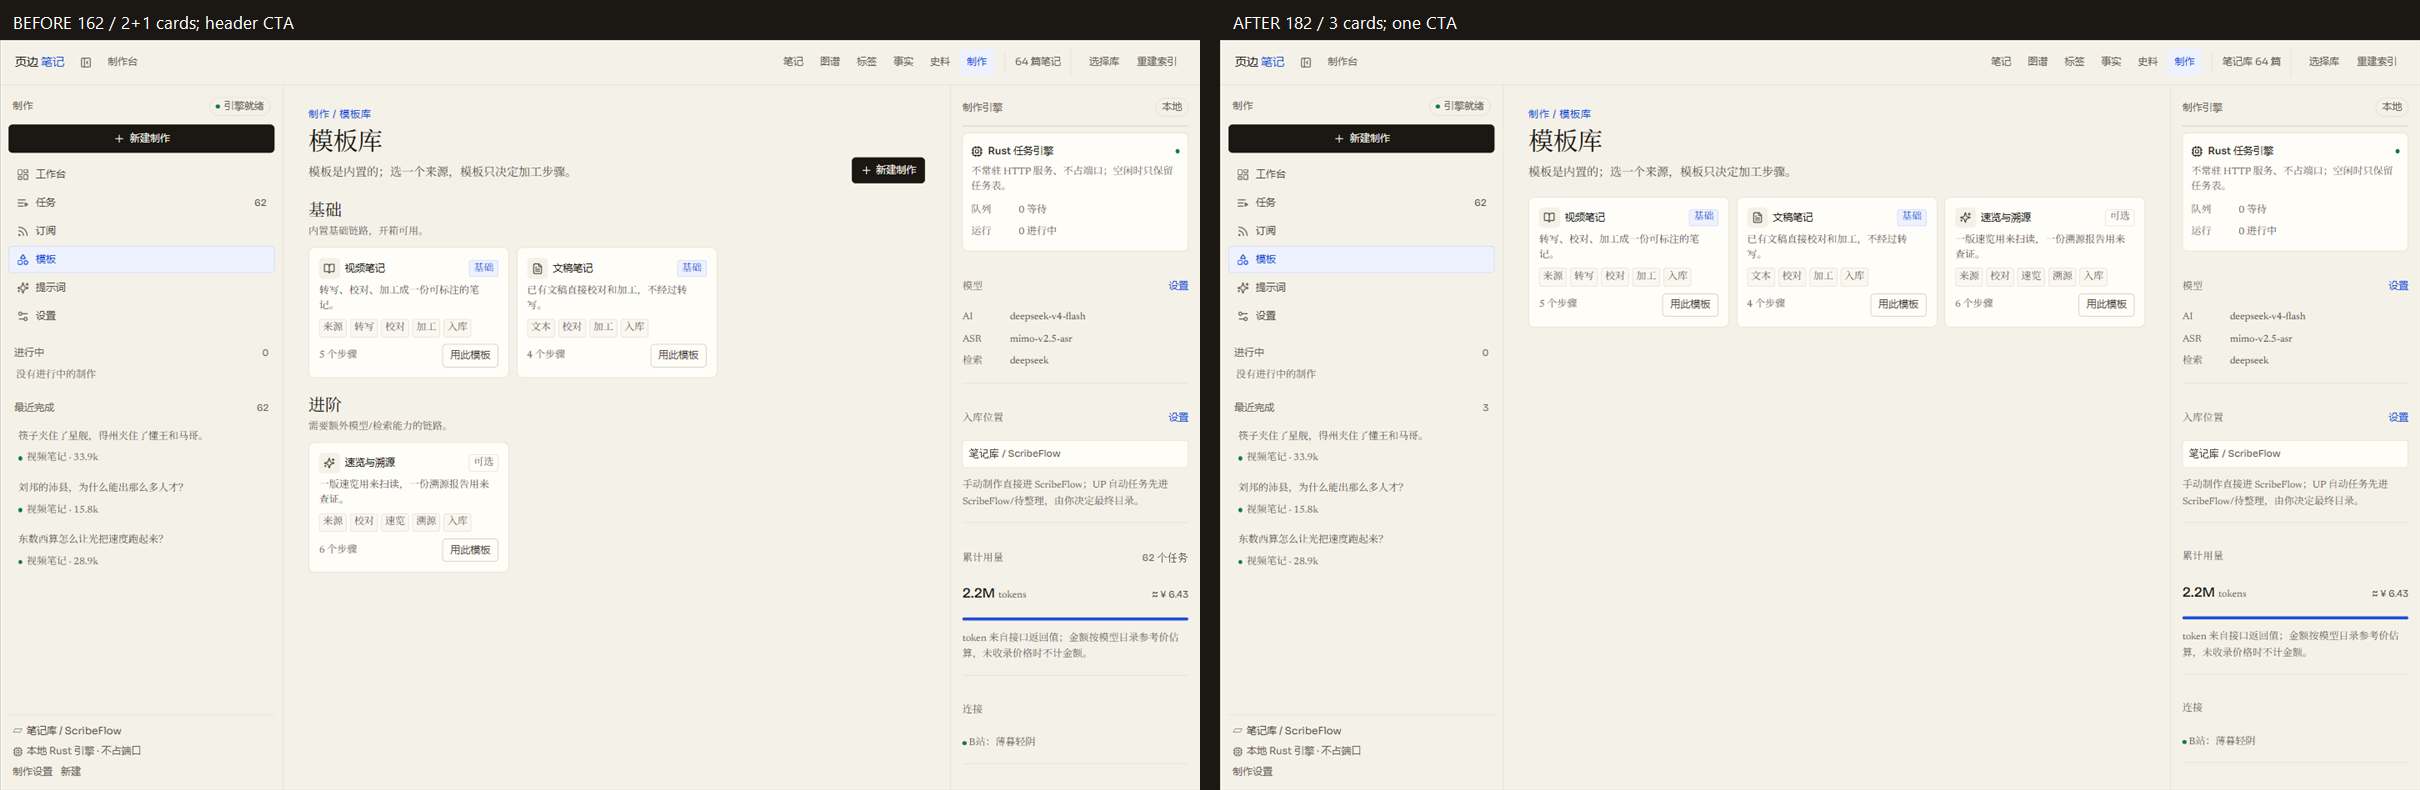 BEFORE 162 / 2+1 cards; header CTA
页边 笔记
制作台
笔记 图谱 标签 事实 史料 制作 64 篇笔记 选择库 重建索引
制作
引擎就绪
+ 新建制作
工作台
任务 62
订阅
模板
提示词
设置
进行中 0
没有进行中的制作
最近完成 62
筷子夹住了星舰，得州夹住了懂王和马哥。
视频笔记 · 33.9k
刘邦的沛县，为什么能出那么多人才？
视频笔记 · 15.8k
东数西算怎么让光把速度跑起来？
视频笔记 · 28.9k
笔记库 / ScribeFlow
本地 Rust 引擎 · 不占端口
制作设置 新建
制作 / 模板库
模板库
模板是内置的；选一个来源，模板只决定加工步骤。
+ 新建制作
基础
内置基础链路，开箱可用。
视频笔记 基础
转写、校对、加工成一份可标注的笔
记。
来源 转写 校对 加工 入库
5 个步骤 用此模板
文稿笔记 基础
已有文稿直接校对和加工，不经过转
写。
文本 校对 加工 入库
4 个步骤 用此模板
进阶
需要额外模型/检索能力的链路。
速览与溯源 可选
一版速览用来扫读，一份溯源报告用来
查证。
来源 校对 速览 溯源 入库
6 个步骤 用此模板
制作引擎 本地
Rust 任务引擎
不常驻 HTTP 服务、不占端口；空闲时只保留
任务表。
队列 0 等待
运行 0 进行中
模型 设置
AI deepseek-v4-flash
ASR mimo-v2.5-asr
检索 deepseek
入库位置 设置
笔记库 / ScribeFlow
手动制作直接进 ScribeFlow；UP 自动任务先进
ScribeFlow/待整理，由你决定最终目录。
累计用量 62 个任务
2.2M tokens ≈ ¥ 6.43
token 来自接口返回值；金额按模型目录参考价估
算，未收录价格时不计金额。
连接
B站：薄暮轻阴
AFTER 182 / 3 cards; one CTA
页边 笔记
制作台
笔记 图谱 标签 事实 史料 制作 笔记库 64 篇 选择库 重建索引
制作
引擎就绪
+ 新建制作
工作台
任务 62
订阅
模板
提示词
设置
进行中 0
没有进行中的制作
最近完成 3
筷子夹住了星舰，得州夹住了懂王和马哥。
视频笔记 · 33.9k
刘邦的沛县，为什么能出那么多人才？
视频笔记 · 15.8k
东数西算怎么让光把速度跑起来？
视频笔记 · 28.9k
笔记库 / ScribeFlow
本地 Rust 引擎 · 不占端口
制作设置
制作 / 模板库
模板库
模板是内置的；选一个来源，模板只决定加工步骤。
视频笔记 基础
转写、校对、加工成一份可标注的笔
记。
来源 转写 校对 加工 入库
5 个步骤 用此模板
文稿笔记 基础
已有文稿直接校对和加工，不经过转
写。
文本 校对 加工 入库
4 个步骤 用此模板
速览与溯源 可选
一版速览用来扫读，一份溯源报告用来
查证。
来源 校对 速览 溯源 入库
6 个步骤 用此模板
制作引擎 本地
Rust 任务引擎
不常驻 HTTP 服务、不占端口；空闲时只保留
任务表。
队列 0 等待
运行 0 进行中
模型 设置
AI deepseek-v4-flash
ASR mimo-v2.5-asr
检索 deepseek
入库位置 设置
笔记库 / ScribeFlow
手动制作直接进 ScribeFlow；UP 自动任务先进
ScribeFlow/待整理，由你决定最终目录。
累计用量
2.2M tokens ≈ ¥ 6.43
token 来自接口返回值；金额按模型目录参考价估
算，未收录价格时不计金额。
连接
B站：薄暮轻阴